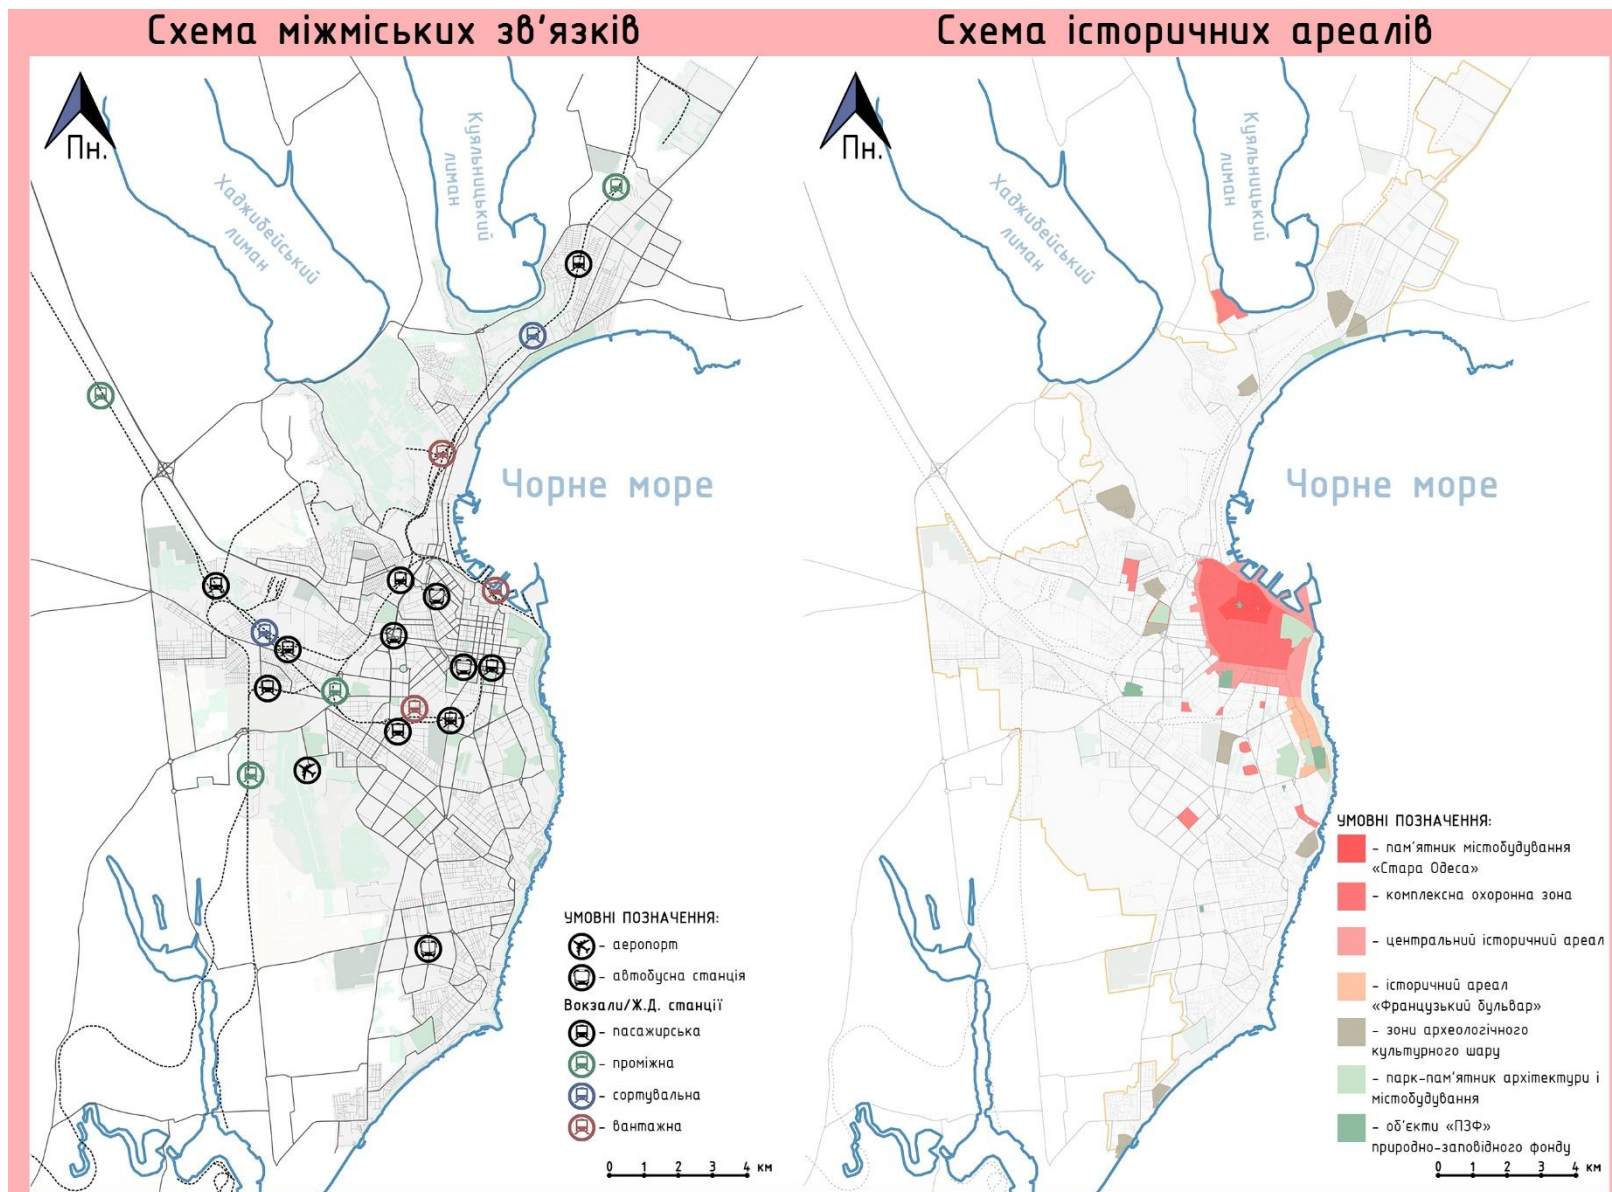 Схема міжміських зв'язків
Пн.
Хаджибейський
лиман
Куяльницький
лиман
Чорне море
УМОВНІ ПОЗНАЧЕННЯ:
- аеропорт
- автобусна станція
Вокзали/Ж.Д. станції
- пасажирська
- проміжна
- сортувальна
- вантажна
0 1 2 3 4 км
Схема історичних ареалів
Пн.
Хаджибейський
лиман
Куяльницький
лиман
Чорне море
УМОВНІ ПОЗНАЧЕННЯ:
- пам'ятник містобудування
«Стара Одеса»
- комплексна охоронна зона
- центральний історичний ареал
- історичний ареал
«Французький бульвар»
- зони археологічного
культурного шару
- парк-пам'ятник архітектури і
містобудування
- об'єкти «ПЗФ»
природно-заповідного фонду
0 1 2 3 4 км